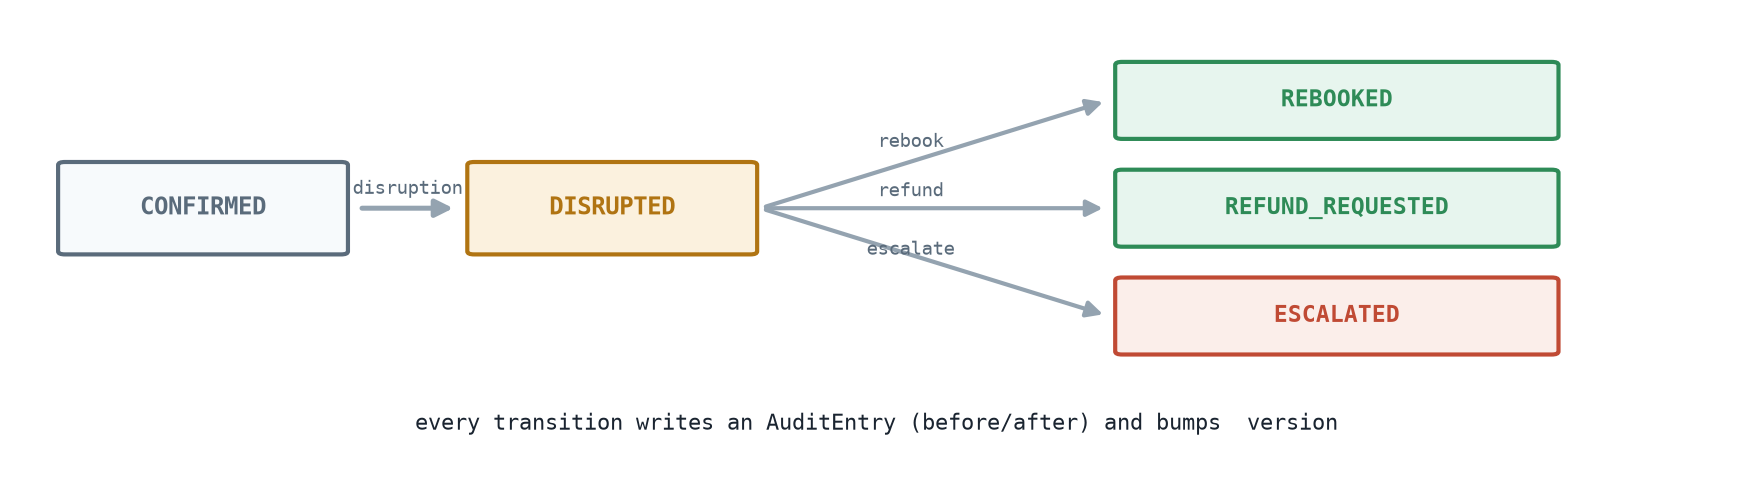 CONFIRMED
disruption
DISRUPTED
rebook
refund
escalate
REBOOKED
REFUND_REQUESTED
ESCALATED
every transition writes an AuditEntry (before/after) and bumps  version